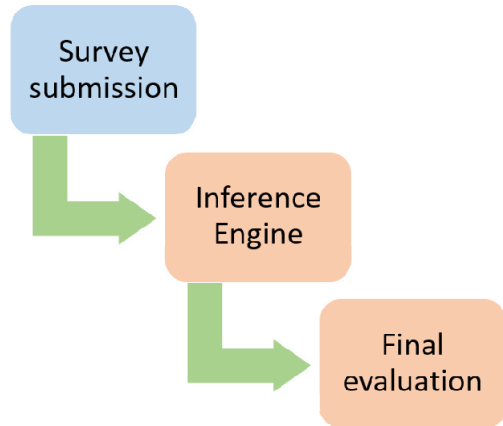 Survey
submission
Inference
Engine
Final
evaluation